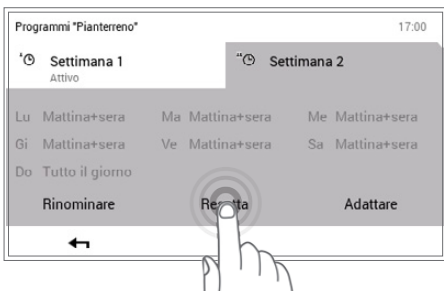 Programmi "Pianterreno" 17:00
Settimana 1 Settimana 2
Attivo
Lu Mattina+sera Ma Mattina+sera Me Mattina+sera
Gi Mattina+sera Ve Mattina+sera Sa Mattina+sera
Do Tutto il giorno
Rinominare Resetta Adattare